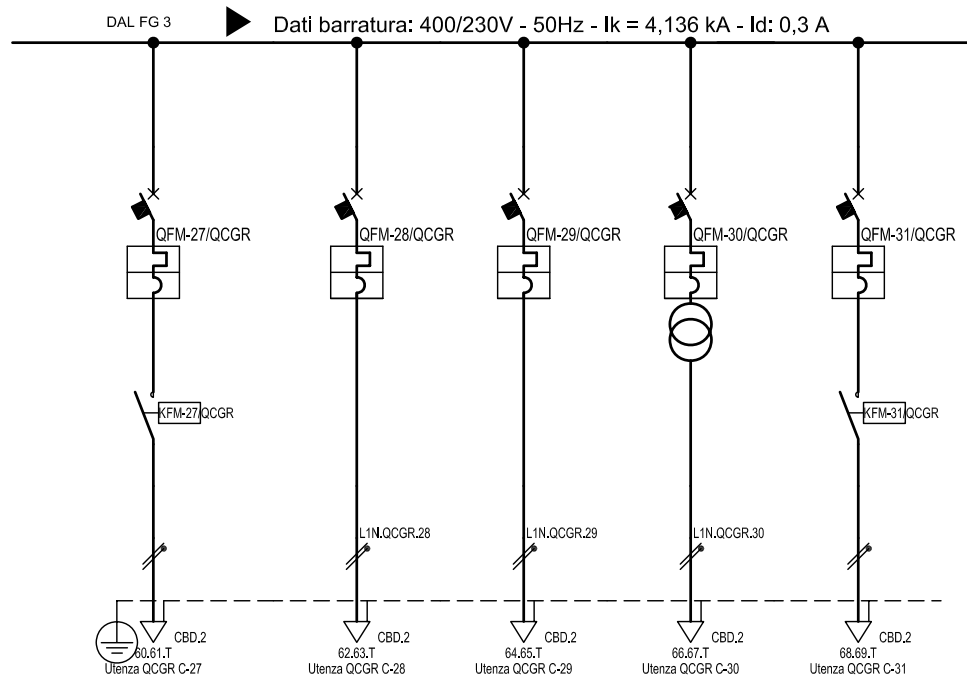 DAL FG 3
Dati barratura: 400/230V - 50Hz - Ik = 4,136 kA - Id: 0,3 A
QFM-27/QCGR QFM-28/QCGR QFM-29/QCGR QFM-30/QCGR QFM-31/QCGR
KFM-27/QCGR KFM-31/QCGR
L1N.QCGR.28 L1N.QCGR.29 L1N.QCGR.30
CBD.2 CBD.2 CBD.2 CBD.2 CBD.2
60.61.T 62.63.T 64.65.T 66.67.T 68.69.T
Utenza QCGR C-27 Utenza QCGR C-28 Utenza QCGR C-29 Utenza QCGR C-30 Utenza QCGR C-31